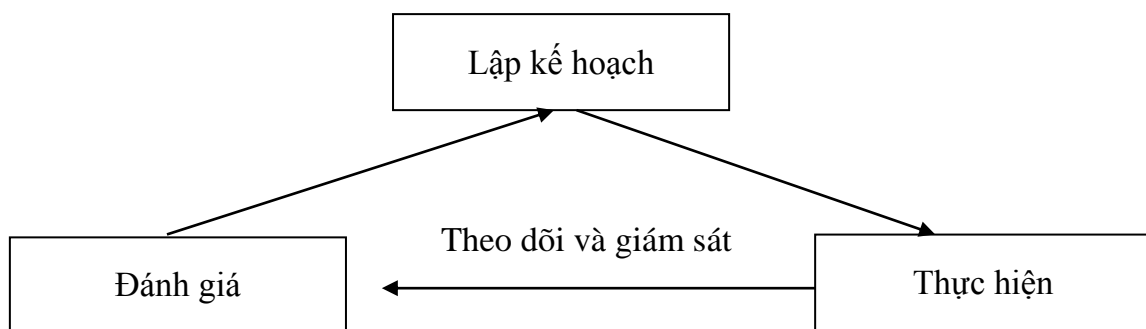 Lập kế hoạch
Theo dõi và giám sát
Đánh giá
Thực hiện